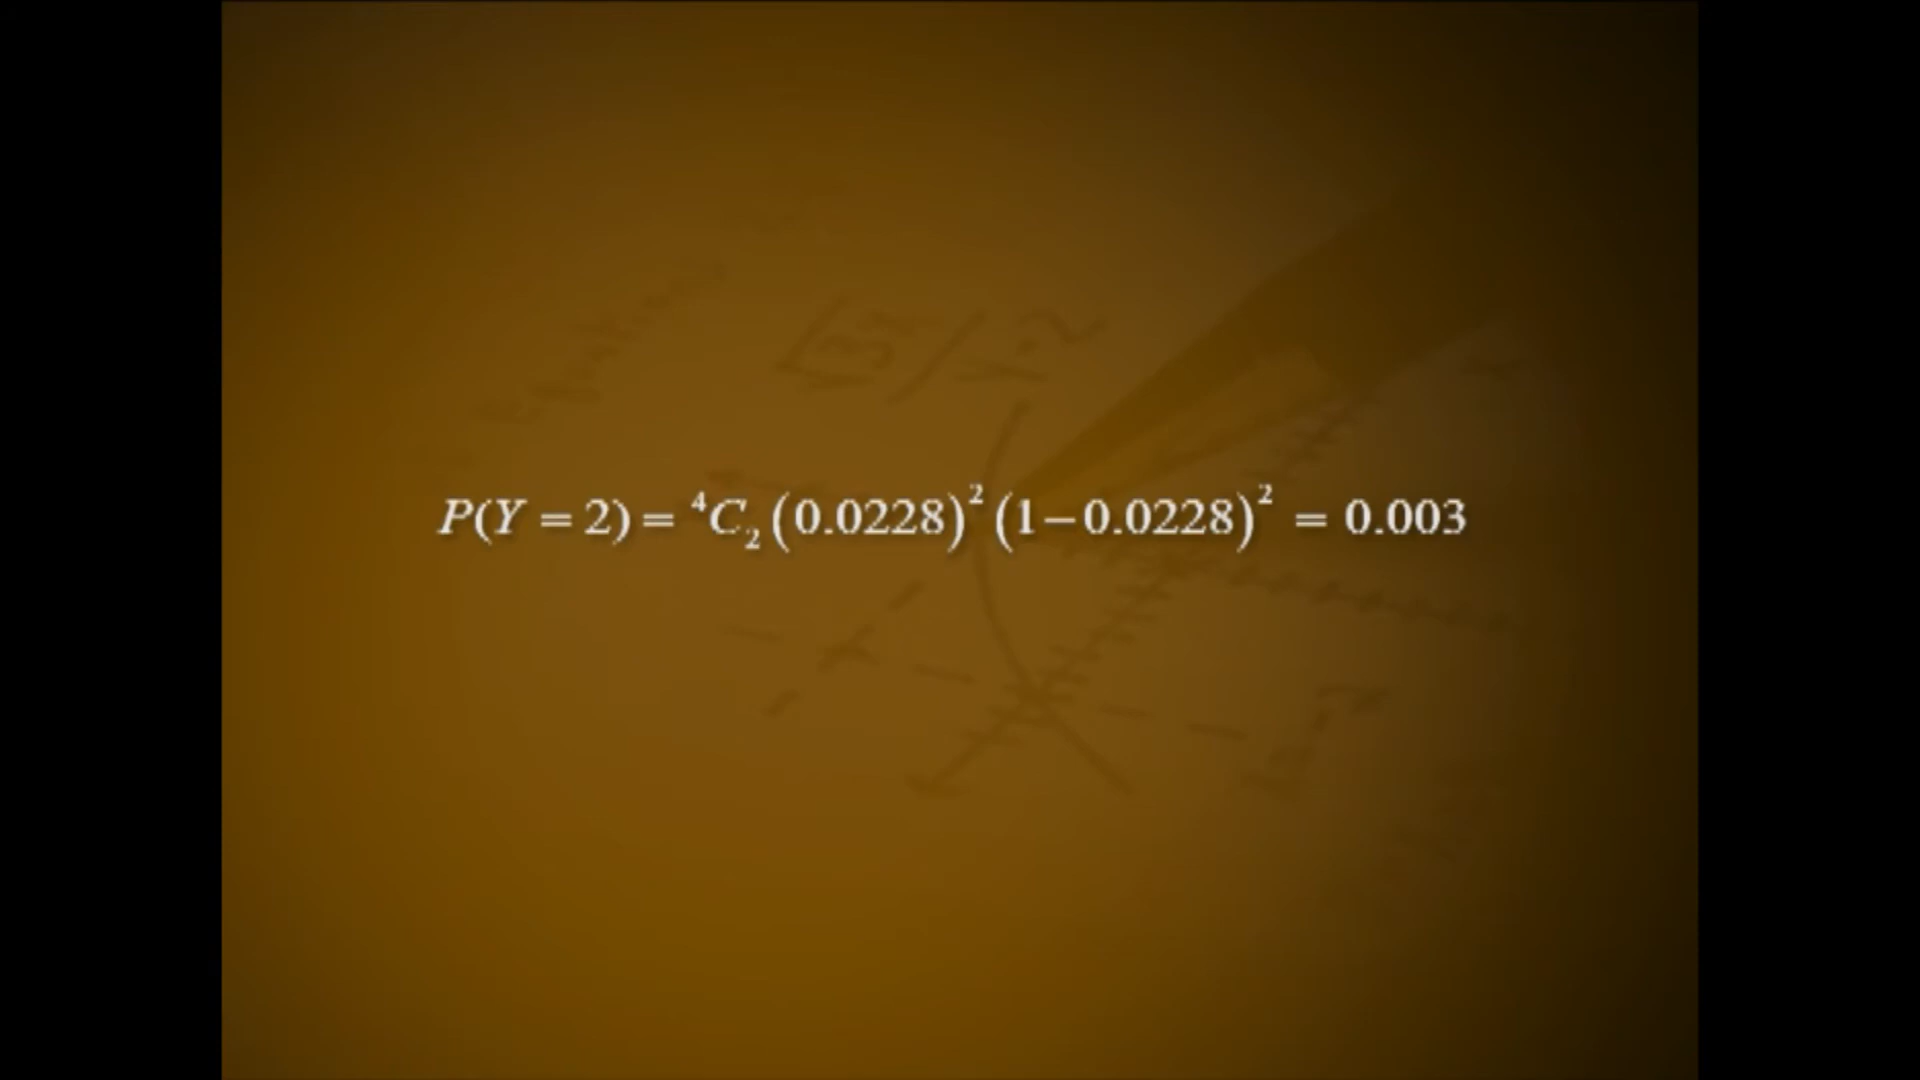 P(Y = 2) = ⁴C₂(0.0228)²(1−0.0228)² = 0.003